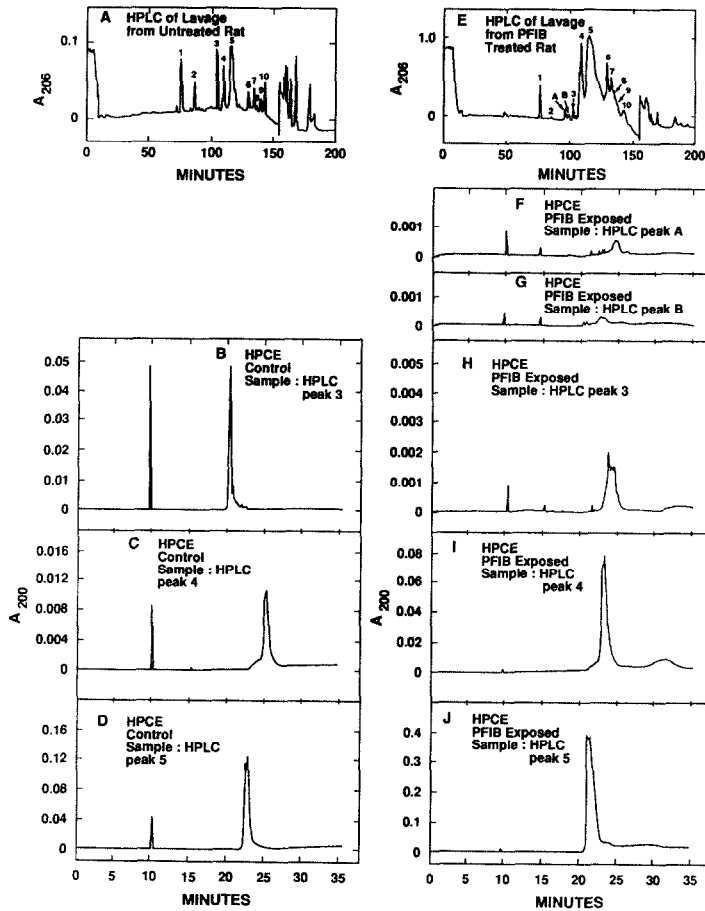 A HPLC of Lavage
from Untreated Rat
0.1
0
A206
1
2
3
4
5
6
7
8
9
10
0 50 100 150 200
MINUTES
E HPLC of Lavage
from PFIB
Treated Rat
1.0
0
A206
1
2
A
B
3
4
5
6
7
8
9
10
0 50 100 150 200
MINUTES
F HPCE
PFIB Exposed
Sample : HPLC peak A
0.001
0
G HPCE
PFIB Exposed
Sample : HPLC peak B
0.001
0
B HPCE
Control
Sample : HPLC
peak 3
0.05
0.04
0.03
0.02
0.01
0
H HPCE
PFIB Exposed
Sample : HPLC peak 3
0.005
0.004
0.003
0.002
0.001
0
C HPCE
Control
Sample : HPLC
peak 4
0.016
0.012
0.008
0.004
0
A200
I HPCE
PFIB Exposed
Sample : HPLC
peak 4
0.08
0.06
0.04
0.02
0
A200
D HPCE
Control
Sample : HPLC
peak 5
0.16
0.12
0.08
0.04
0
0 5 10 15 20 25 30 35
MINUTES
J HPCE
PFIB Exposed
Sample : HPLC
peak 5
0.4
0.3
0.2
0.1
0
0 5 10 15 20 25 30 35
MINUTES